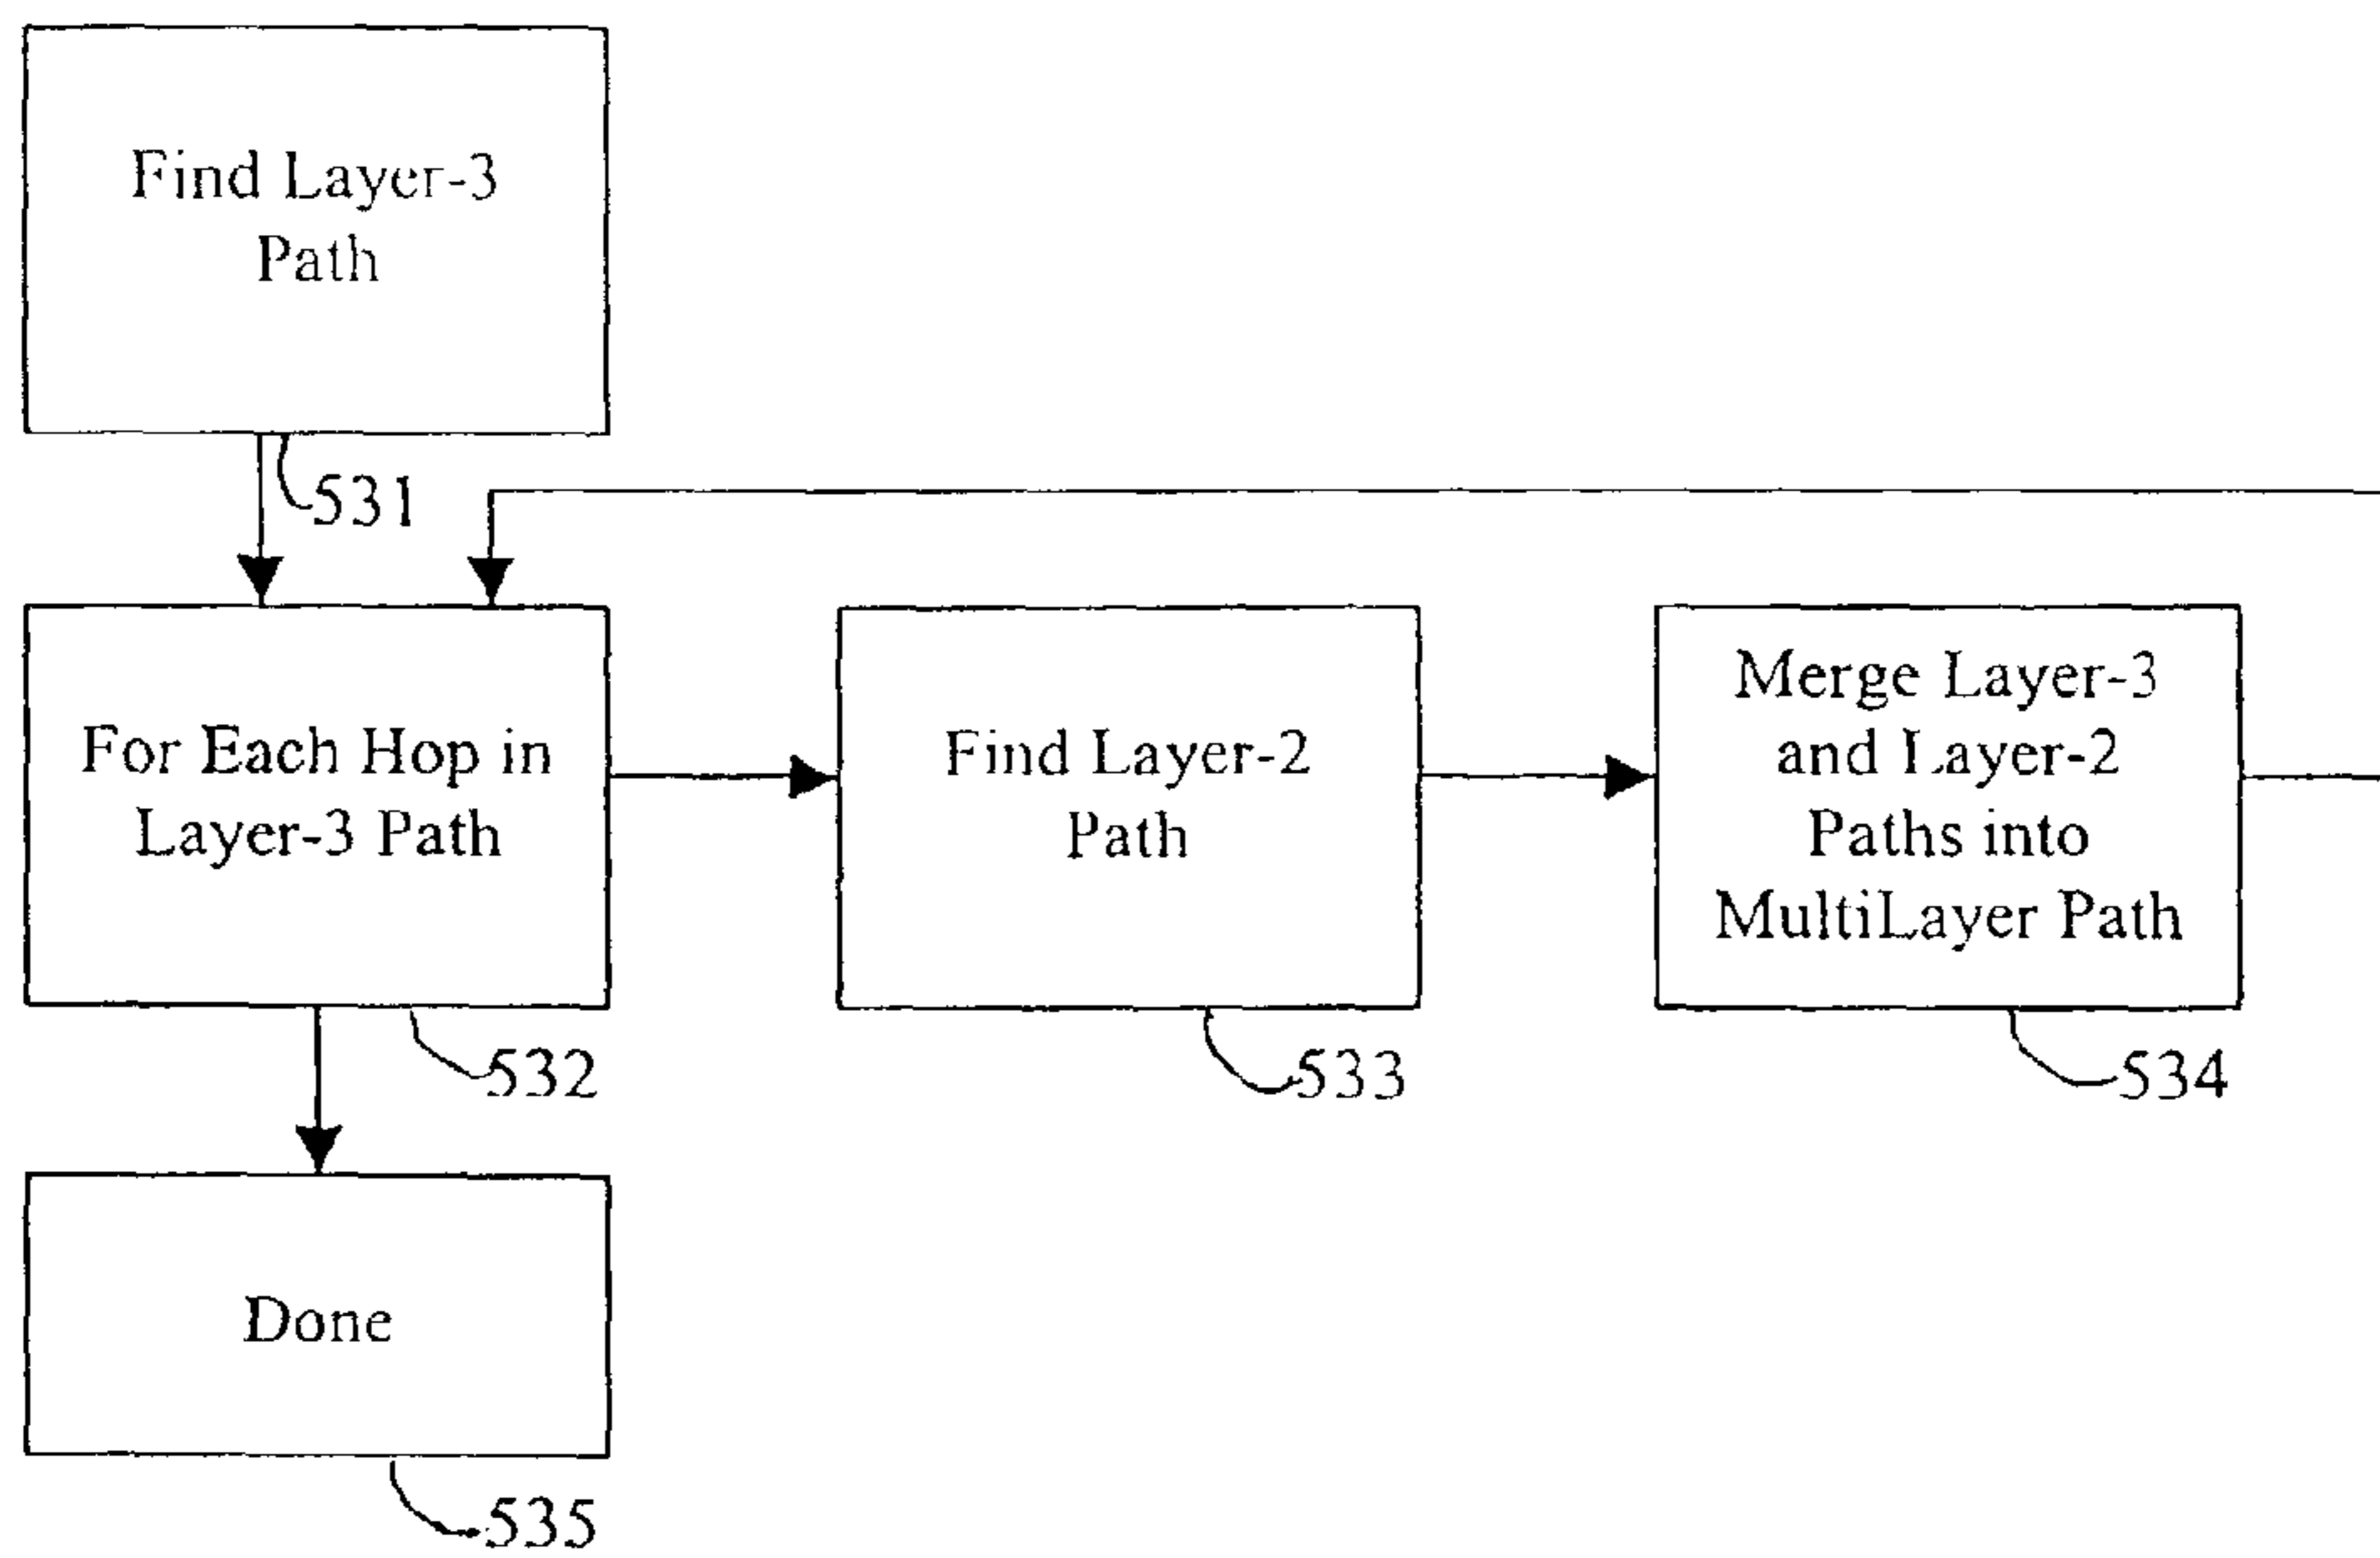 Find Layer-3
Path
531
For Each Hop in
Layer-3 Path
532
Find Layer-2
Path
533
Merge Layer-3
and Layer-2
Paths into
MultiLayer Path
534
Done
535